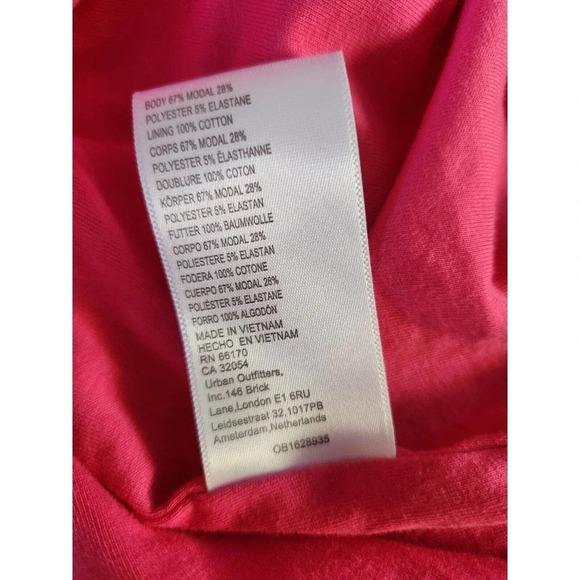 BODY 67% MODAL 28%
POLYESTER 5% ELASTANE
LINING 100% COTTON
CORPS 67% MODAL 28%
POLYESTER 5% ÉLASTHANNE
DOUBLURE 100% COTON
KÖRPER 67% MODAL 28%
POLYESTER 5% ELASTAN
FUTTER 100% BAUMWOLLE
CORPO 67% MODAL 28%
POLIESTERE 5% ELASTAN
FODERA 100% COTONE
CUERPO 67% MODAL 28%
POLIÉSTER 5% ELASTANE
FORRO 100% ALGODÓN
MADE IN VIETNAM
HECHO EN VIETNAM
RN 66170
CA 32054
Urban Outfitters,
Inc.146 Brick
Lane,London E1 6RU
Leidsestraat 32,1017PB
Amsterdam,Netherlands
OB1628935